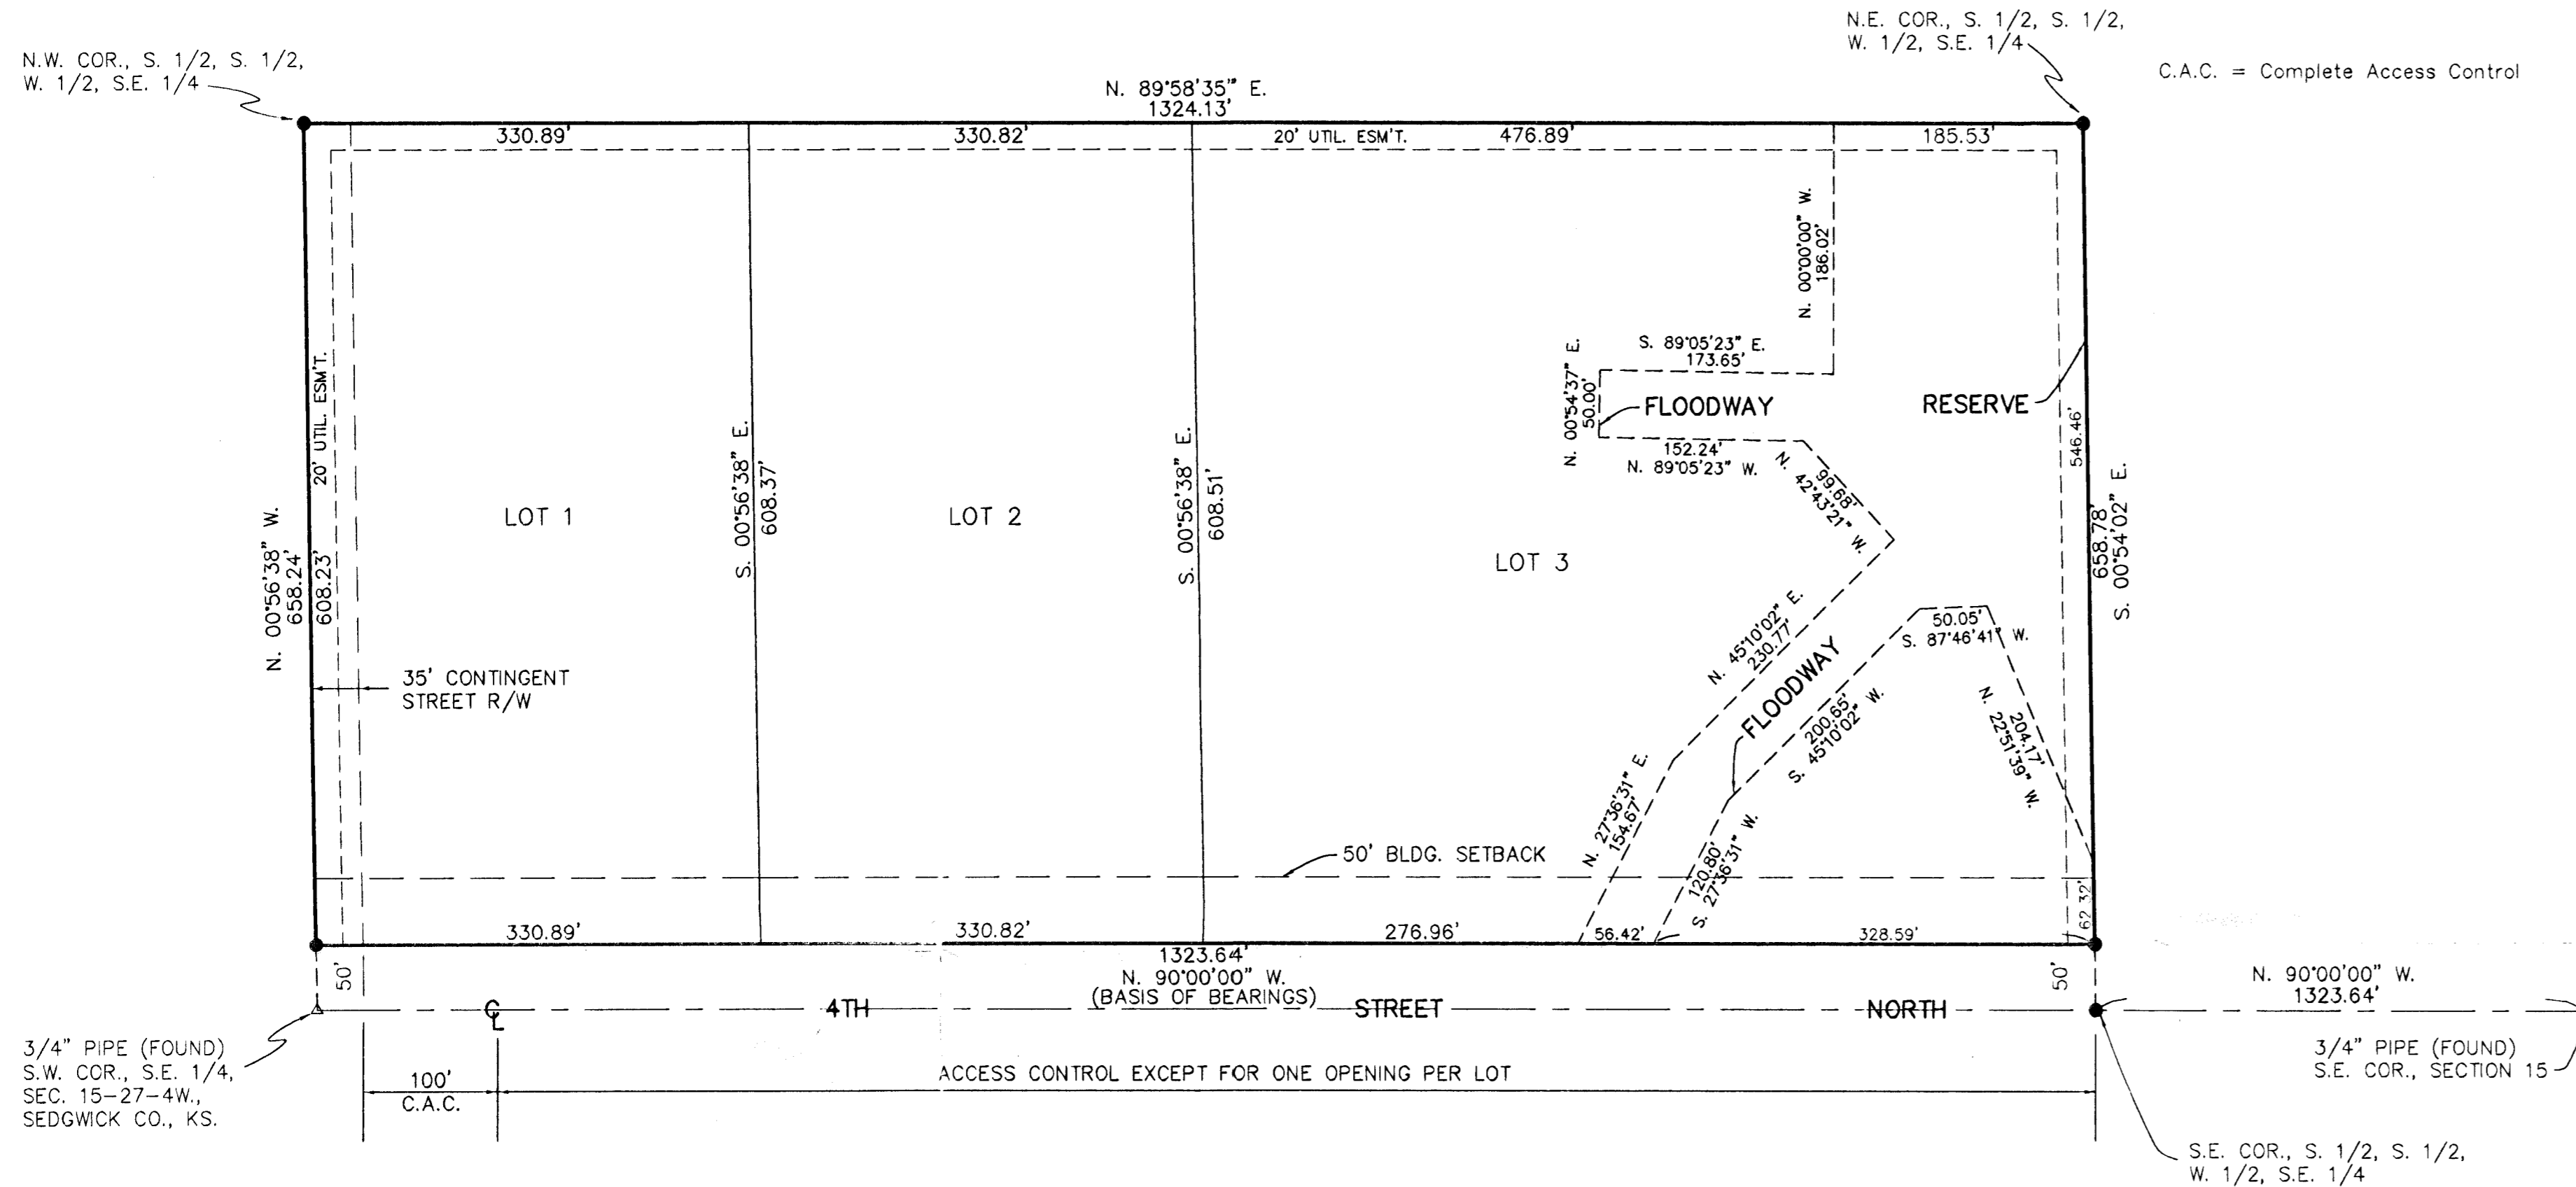 N.E. COR., S. 1/2, S. 1/2,
W. 1/2, S.E. 1/4
N.W. COR., S. 1/2, S. 1/2,
W. 1/2, S.E. 1/4
C.A.C. = Complete Access Control
N. 89°58'35" E.
1324.13'
330.89'
330.82'
20' UTIL. ESM'T.
476.89'
185.53'
N. 00°00'00" W.
186.02'
S. 89°05'23" E.
173.65'
N. 00°54'37" E.
50.00'
FLOODWAY
RESERVE
152.24'
N. 89°05'23" W.
99.68'
N. 42°43'21" W.
546.46'
658.78'
S. 00°54'02" E.
20' UTIL. ESM'T.
N. 00°56'38" W.
658.24'
608.23'
LOT 1
S. 00°56'38" E.
608.37'
LOT 2
S. 00°56'38" E.
608.51'
LOT 3
N. 45°10'02" E.
230.77'
FLOODWAY
50.05'
S. 87°46'41" W.
200.65'
S. 45°10'02" W.
204.17'
N. 22°51'39" W.
35' CONTINGENT
STREET R/W
N. 27°36'31" E.
154.67'
120.80'
S. 27°36'31" W.
50' BLDG. SETBACK
62.32'
330.89'
330.82'
276.96'
56.42'
328.59'
1323.64'
N. 90°00'00" W.
(BASIS OF BEARINGS)
50'
50'
N. 90°00'00" W.
1323.64'
CL
4TH STREET NORTH
3/4" PIPE (FOUND)
S.W. COR., S.E. 1/4,
SEC. 15-27-4W.,
SEDGWICK CO., KS.
100'
C.A.C.
ACCESS CONTROL EXCEPT FOR ONE OPENING PER LOT
3/4" PIPE (FOUND)
S.E. COR., SECTION 15
S.E. COR., S. 1/2, S. 1/2,
W. 1/2, S.E. 1/4